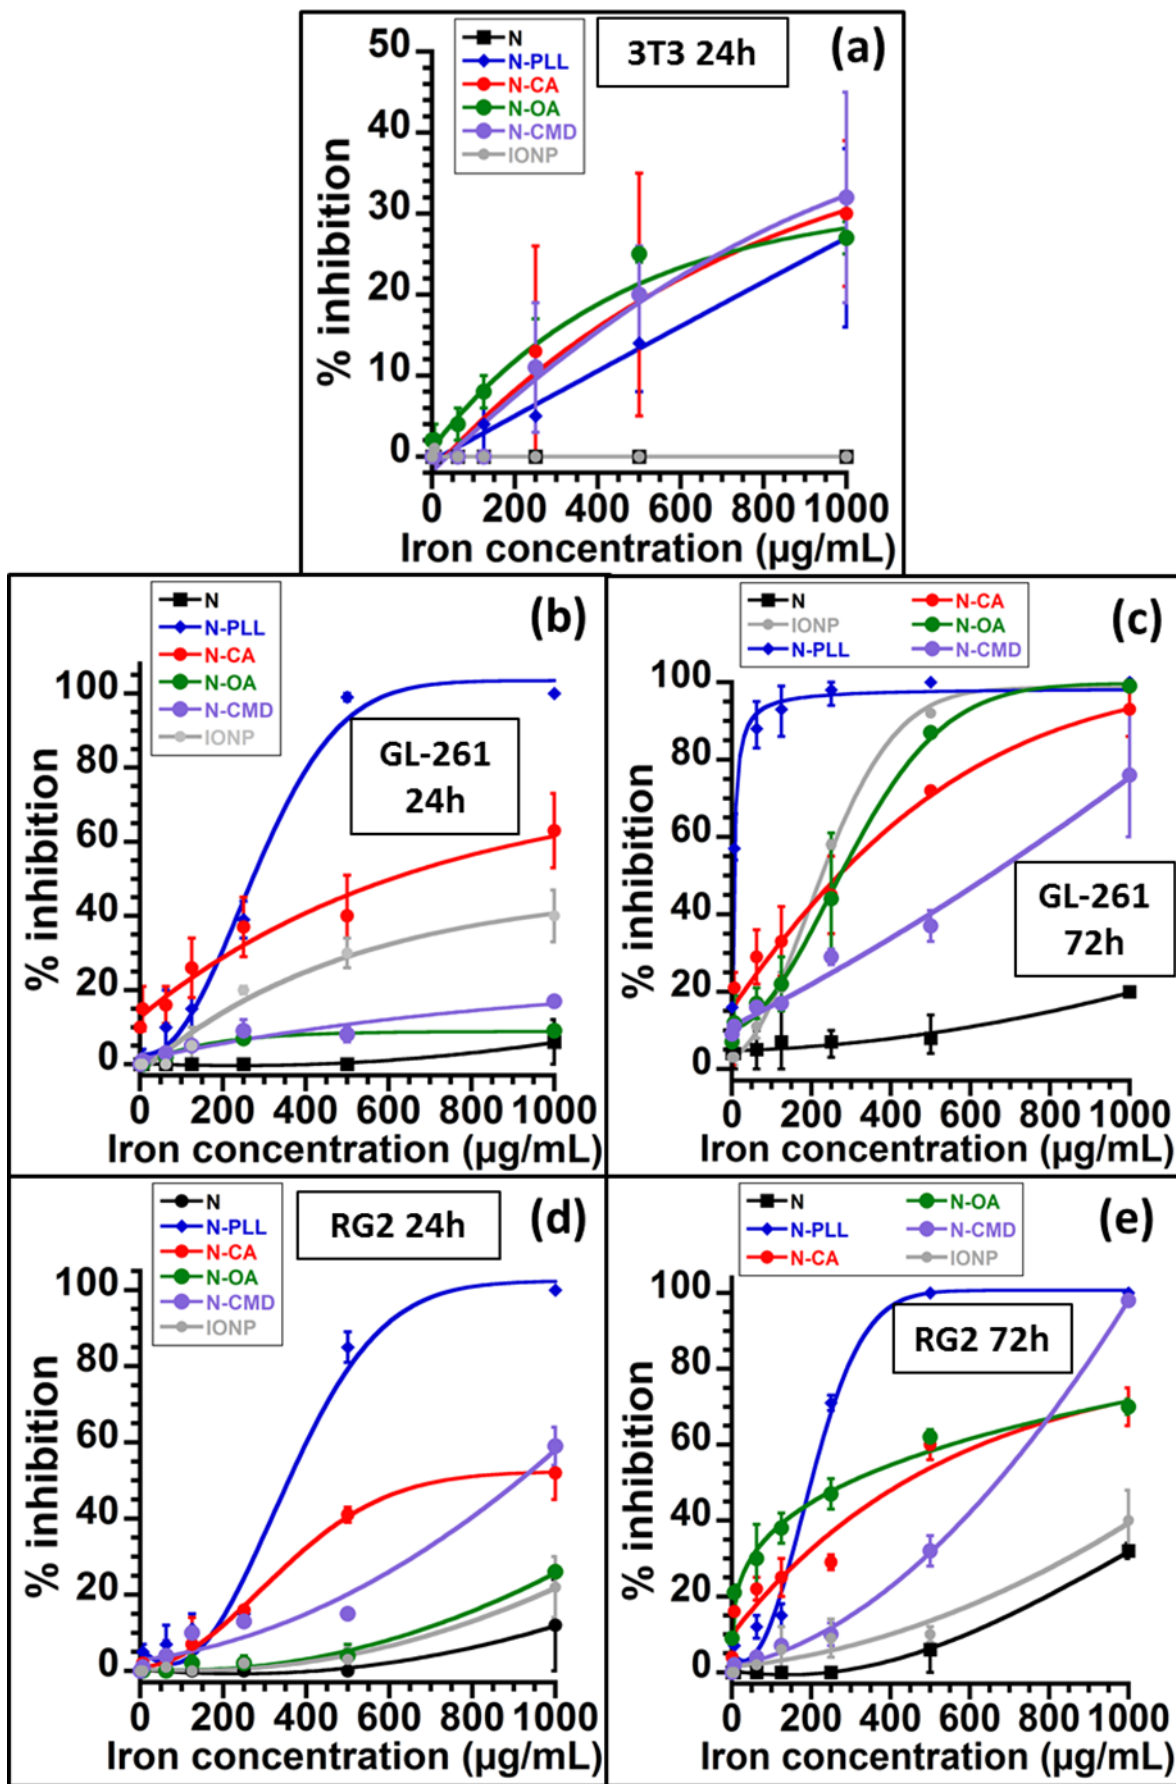 (a)
3T3 24h
N
N-PLL
N-CA
N-OA
N-CMD
IONP
50
40
30
20
10
0
% inhibition
0 200 400 600 800 1000
Iron concentration (µg/mL)
(b)
N
N-PLL
N-CA
N-OA
N-CMD
IONP
GL-261
24h
100
80
60
40
20
0
% inhibition
0 200 400 600 800 1000
Iron concentration (µg/mL)
(c)
N N-CA
IONP N-OA
N-PLL N-CMD
GL-261
72h
100
80
60
40
20
0
% inhibition
0 200 400 600 800 1000
Iron concentration (µg/mL)
(d)
RG2 24h
N
N-PLL
N-CA
N-OA
N-CMD
IONP
100
80
60
40
20
0
% inhibition
0 200 400 600 800 1000
Iron concentration (µg/mL)
(e)
N N-OA
N-PLL N-CMD
N-CA IONP
RG2 72h
100
80
60
40
20
0
% inhibition
0 200 400 600 800 1000
Iron concentration (µg/mL)